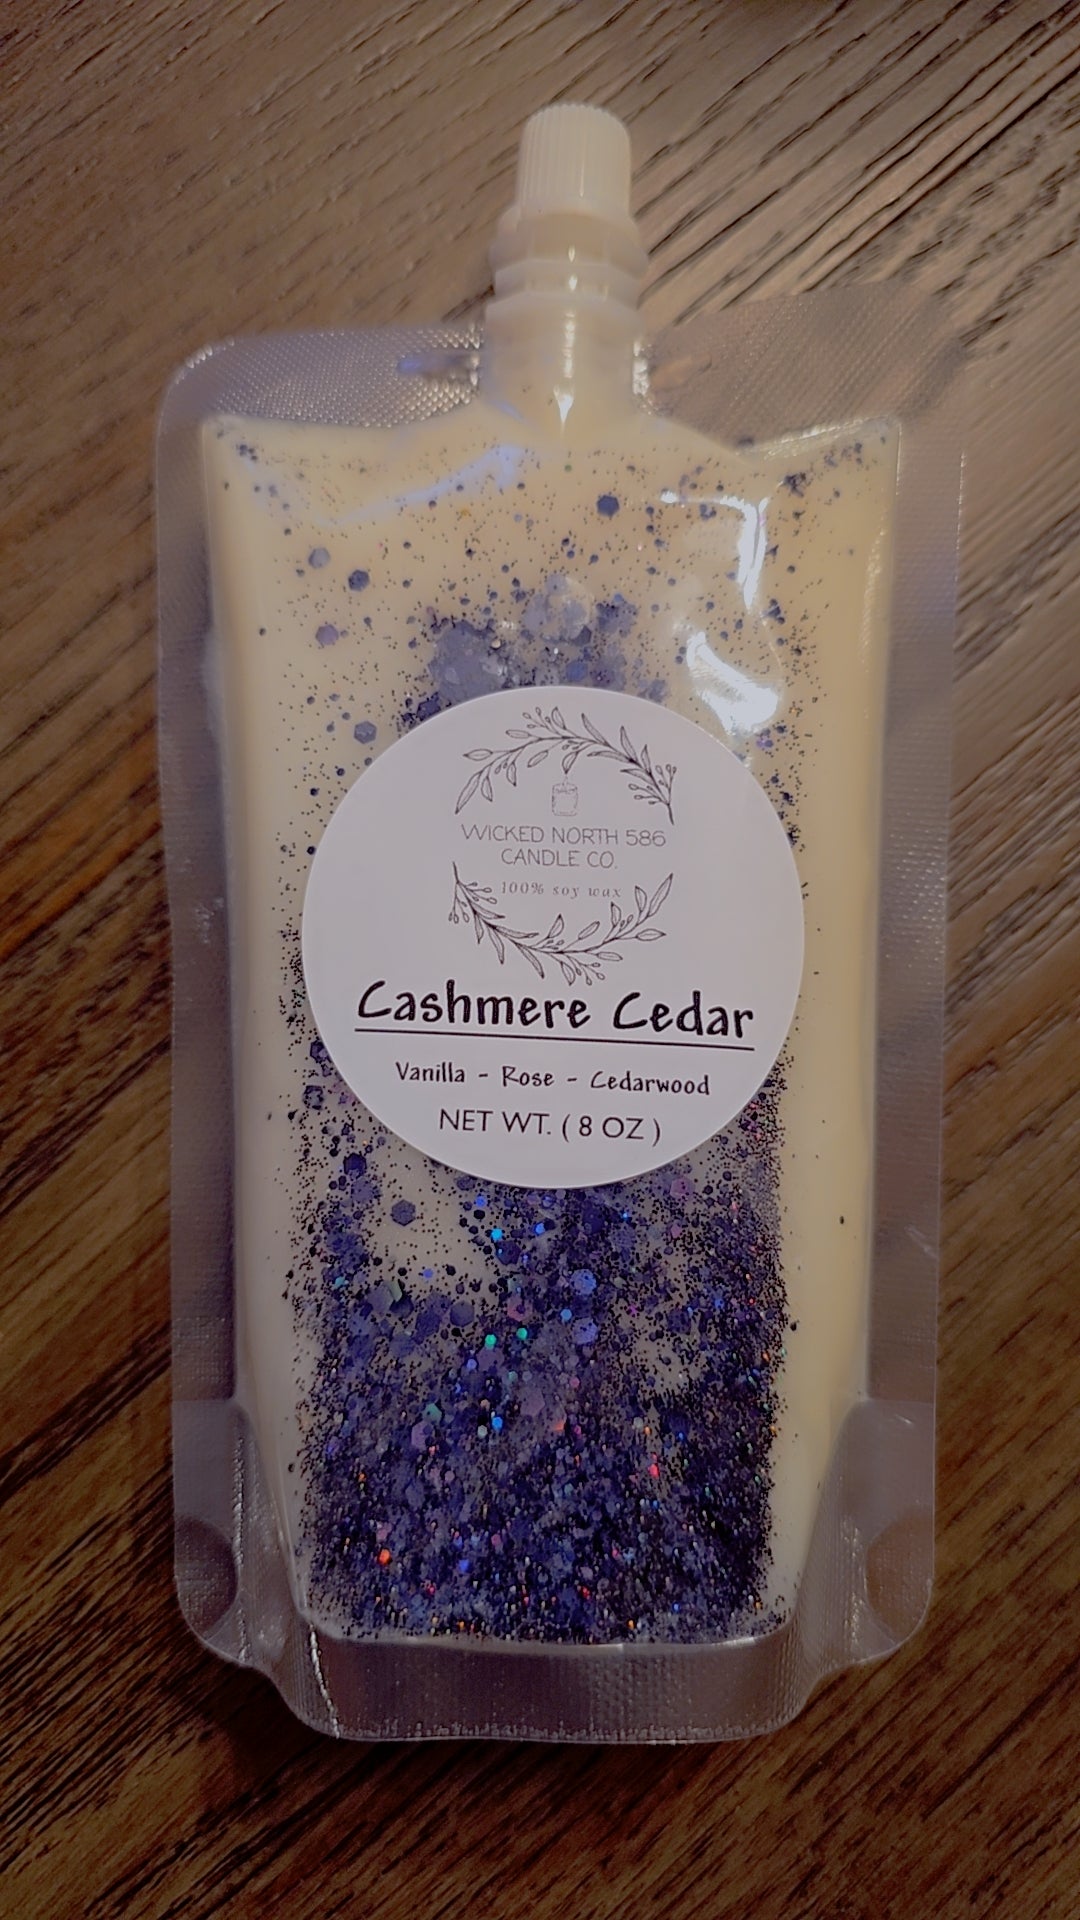 WICKED NORTH 586
CANDLE CO.
100% soy wax
Cashmere Cedar
Vanilla - Rose - Cedarwood
NET WT. ( 8 OZ )